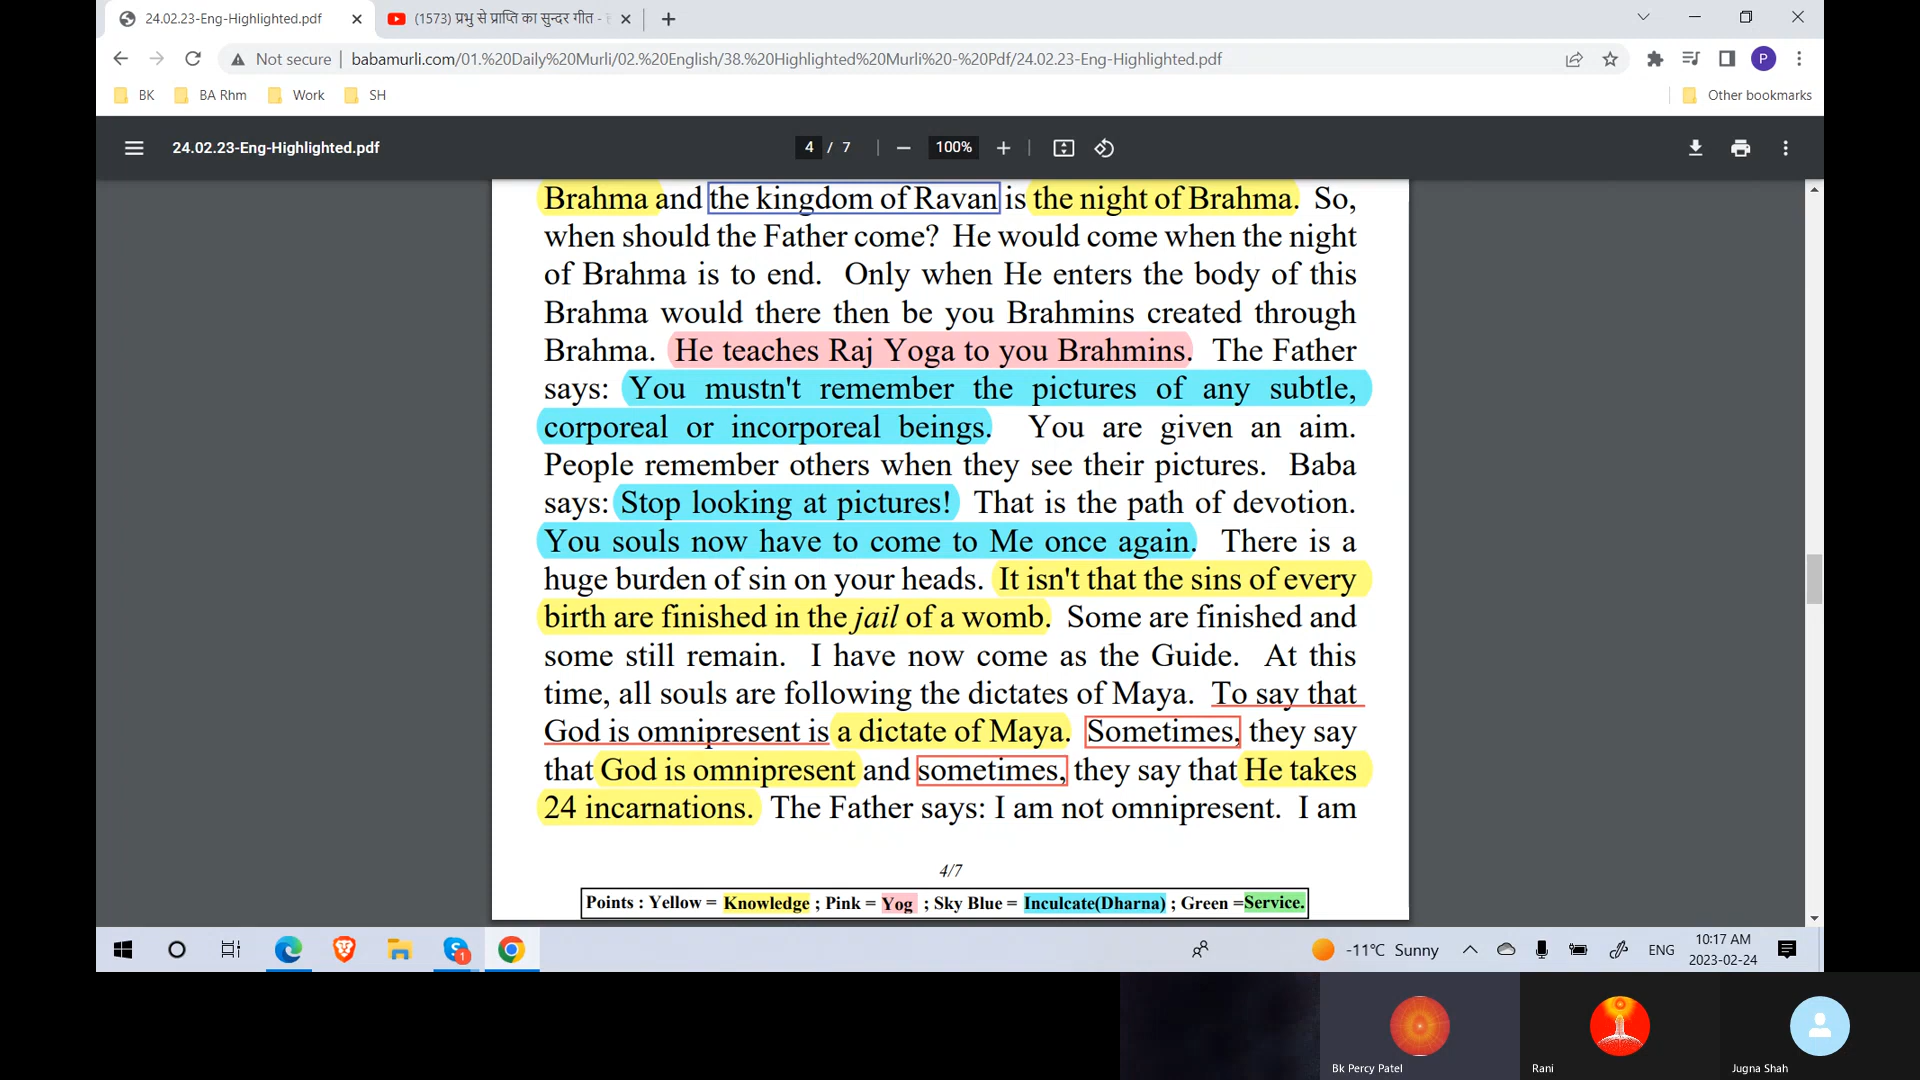 24.02.23-Eng-Highlighted.pdf
(1573) प्रभु से प्राप्ति का सुन्दर गीत -
Not secure
babamurli.com/01.%20Daily%20Murli/02.%20English/38.%20Highlighted%20Murli%20-%20Pdf/24.02.23-Eng-Highlighted.pdf
P
BK
BA Rhm
Work
SH
Other bookmarks
24.02.23-Eng-Highlighted.pdf
4 / 7
100%
Brahma and the kingdom of Ravan is the night of Brahma. So,
when should the Father come? He would come when the night
of Brahma is to end. Only when He enters the body of this
Brahma would there then be you Brahmins created through
Brahma. He teaches Raj Yoga to you Brahmins. The Father
says: You mustn't remember the pictures of any subtle,
corporeal or incorporeal beings. You are given an aim.
People remember others when they see their pictures. Baba
says: Stop looking at pictures! That is the path of devotion.
You souls now have to come to Me once again. There is a
huge burden of sin on your heads. It isn't that the sins of every
birth are finished in the jail of a womb. Some are finished and
some still remain. I have now come as the Guide. At this
time, all souls are following the dictates of Maya. To say that
God is omnipresent is a dictate of Maya. Sometimes, they say
that God is omnipresent and sometimes, they say that He takes
24 incarnations. The Father says: I am not omnipresent. I am
4/7
Points : Yellow = Knowledge ; Pink = Yog ; Sky Blue = Inculcate(Dharna) ; Green =Service.
1
-11°C Sunny
ENG
10:17 AM
2023-02-24
Bk Percy Patel
Rani
Jugna Shah